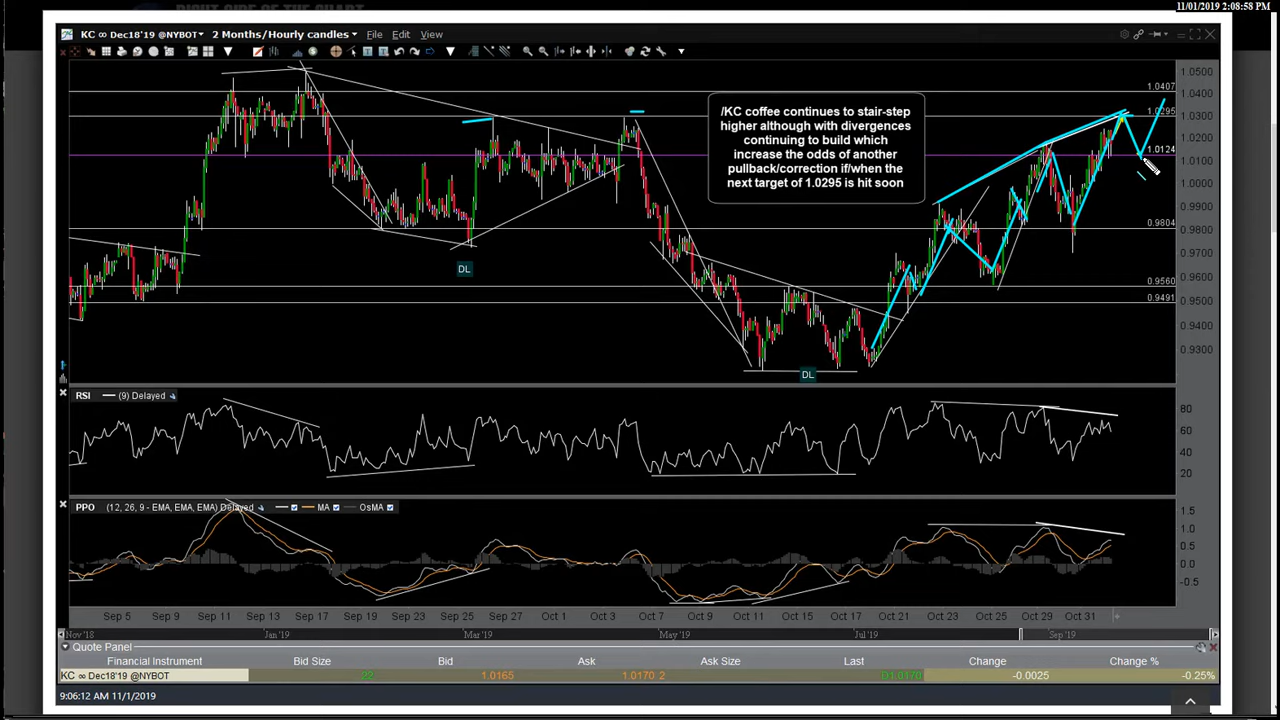 11/01/2019 2:08:58 PM
RIGHT SIDE OF THE CHART
KC ∞ Dec18'19 @NYBOT 2 Months/Hourly candles File Edit View
/KC coffee continues to stair-step
higher although with divergences
continuing to build which
increase the odds of another
pullback/correction if/when the
next target of 1.0295 is hit soon
1.0407
1.0295
1.0124
0.9804
0.9560
0.9491
1.0500
1.0400
1.0300
1.0200
1.0100
1.0000
0.9900
0.9800
0.9700
0.9600
0.9500
0.9400
0.9300
DL
DL
RSI (9) Delayed
80
60
40
20
PPO (12, 26, 9 - EMA, EMA, EMA) Delayed MA OsMA
1.5
1.0
0.5
0.0
-0.5
Sep 5 Sep 9 Sep 11 Sep 13 Sep 17 Sep 19 Sep 23 Sep 25 Sep 27 Oct 1 Oct 3 Oct 7 Oct 9 Oct 11 Oct 15 Oct 17 Oct 21 Oct 23 Oct 25 Oct 29 Oct 31
Nov '18 Jan '19 Mar '19 May '19 Jul '19 Sep '19
Quote Panel
Financial Instrument Bid Size Bid Ask Ask Size Last Change Change %
KC ∞ Dec18'19 @NYBOT 22 1.0165 1.0170 2 D1.0170 -0.0025 -0.25%
9:06:12 AM 11/1/2019